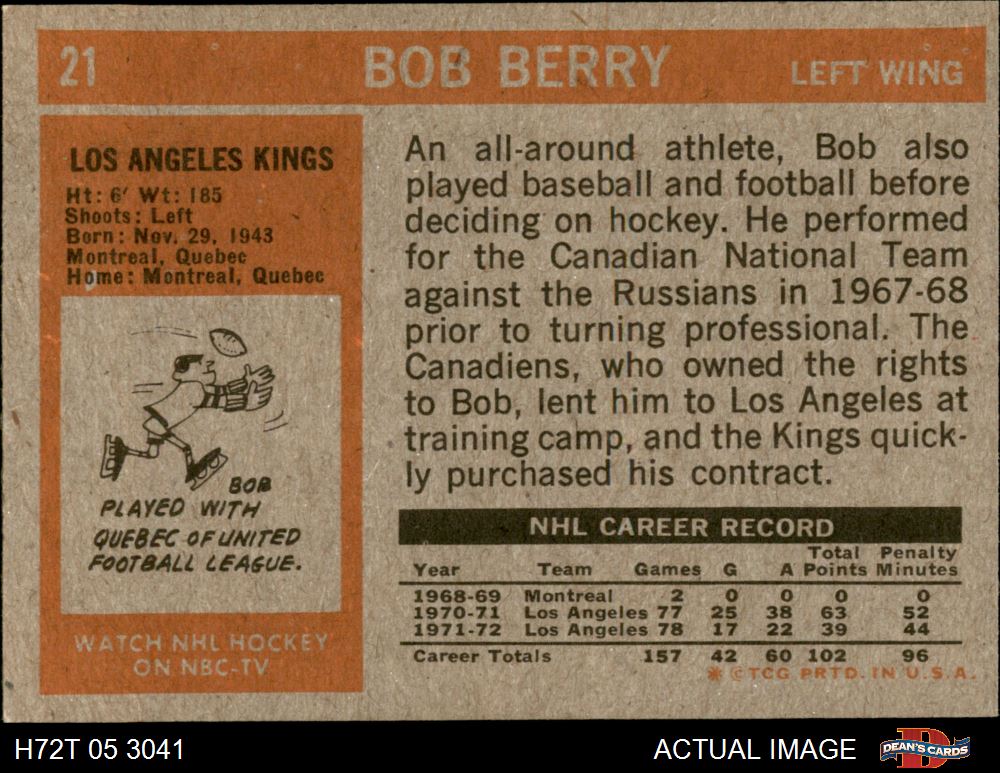 21 BOB BERRY LEFT WING
LOS ANGELES KINGS
Ht: 6' Wt: 185
Shoots: Left
Born: Nov. 29, 1943
Montreal, Quebec
Home: Montreal, Quebec
BOB
PLAYED WITH
QUEBEC OF UNITED
FOOTBALL LEAGUE.
WATCH NHL HOCKEY
ON NBC-TV
An all-around athlete, Bob also
played baseball and football before
deciding on hockey. He performed
for the Canadian National Team
against the Russians in 1967-68
prior to turning professional. The
Canadiens, who owned the rights
to Bob, lent him to Los Angeles at
training camp, and the Kings quick-
ly purchased his contract.
NHL CAREER RECORD
Total Penalty
Year Team Games G A Points Minutes
1968-69 Montreal 2 0 0 0 0
1970-71 Los Angeles 77 25 38 63 52
1971-72 Los Angeles 78 17 22 39 44
Career Totals 157 42 60 102 96
* © TCG PRTD. IN U.S.A.
H72T 05 3041 ACTUAL IMAGE DEAN'S CARDS